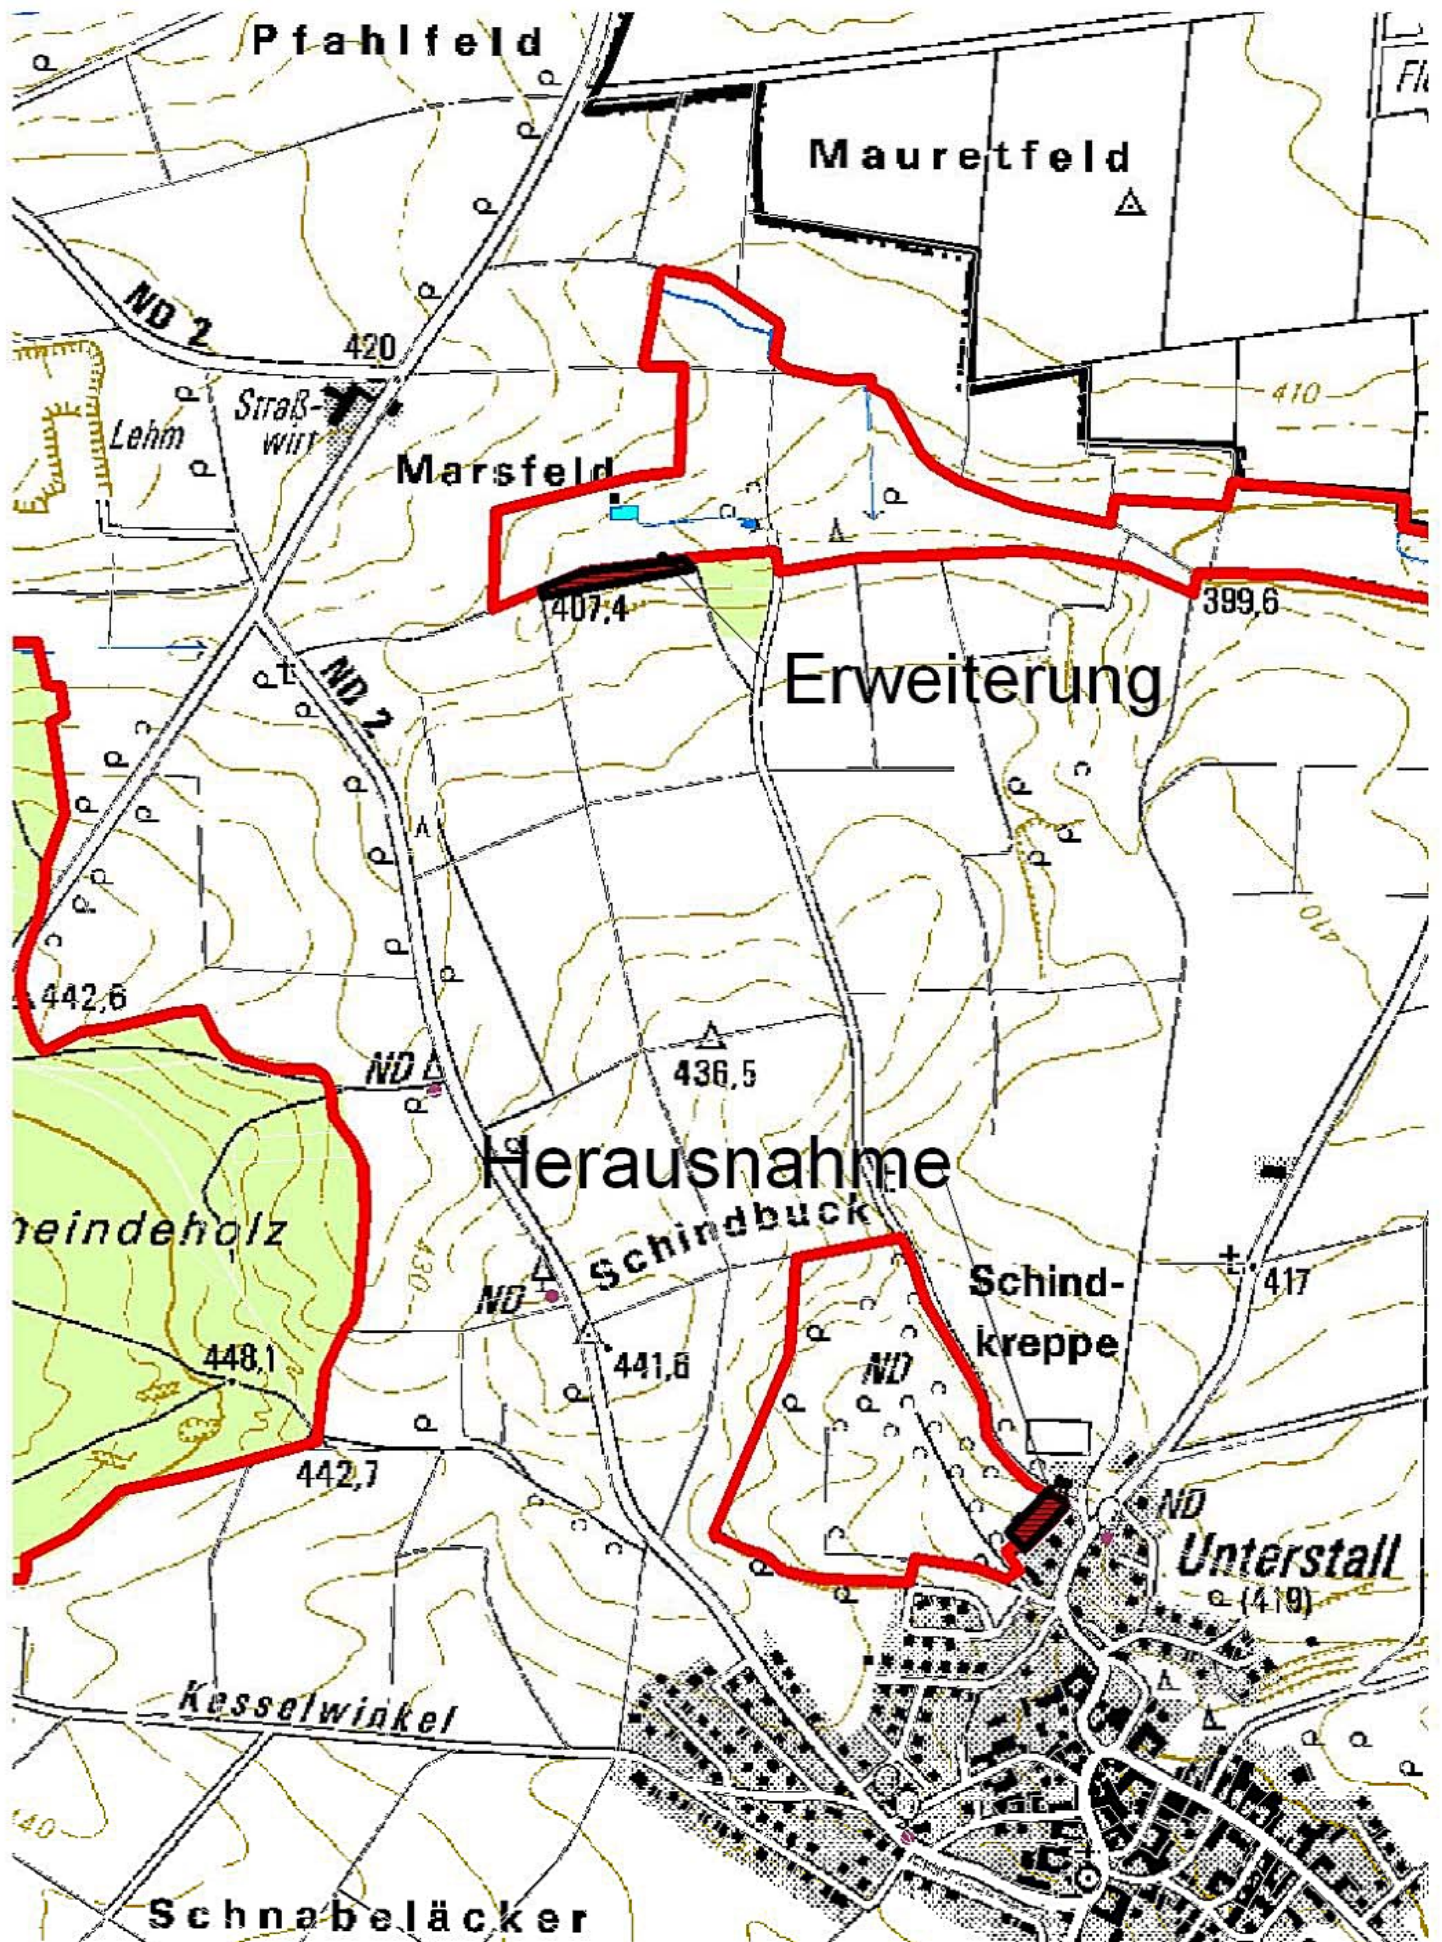 Pfahlfeld
Mauretfeld
ND 2
420
Straß-
wirt
Lehm
410
Marsfeld
407,4
399,6
ND 2
Erweiterung
410
442,6
ND
436,5
Herausnahme
Schindbuck
heindeholz
430
ND
Schind-
kreppe
417
448,1
441,6
ND
442,7
ND
Unterstall
(419)
Kesselwinkel
Schnabeläcker